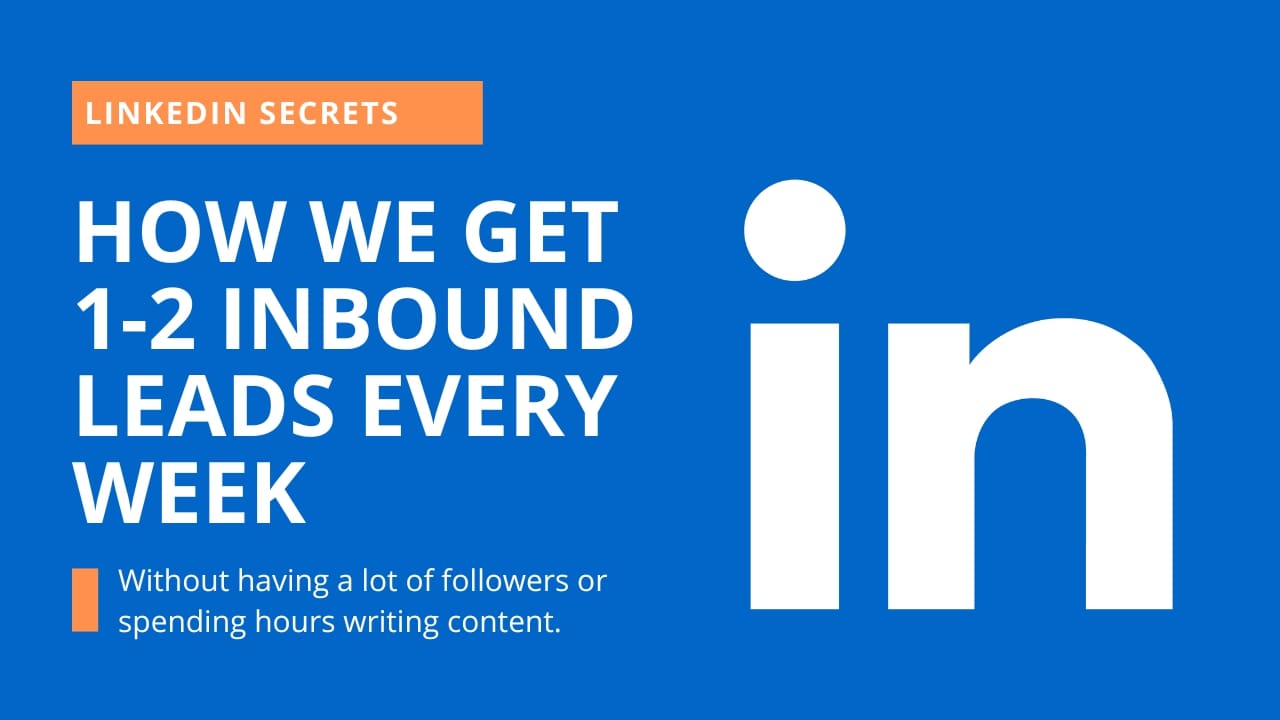 LINKEDIN SECRETS
HOW WE GET
1-2 INBOUND
LEADS EVERY
WEEK
Without having a lot of followers or
spending hours writing content.
in